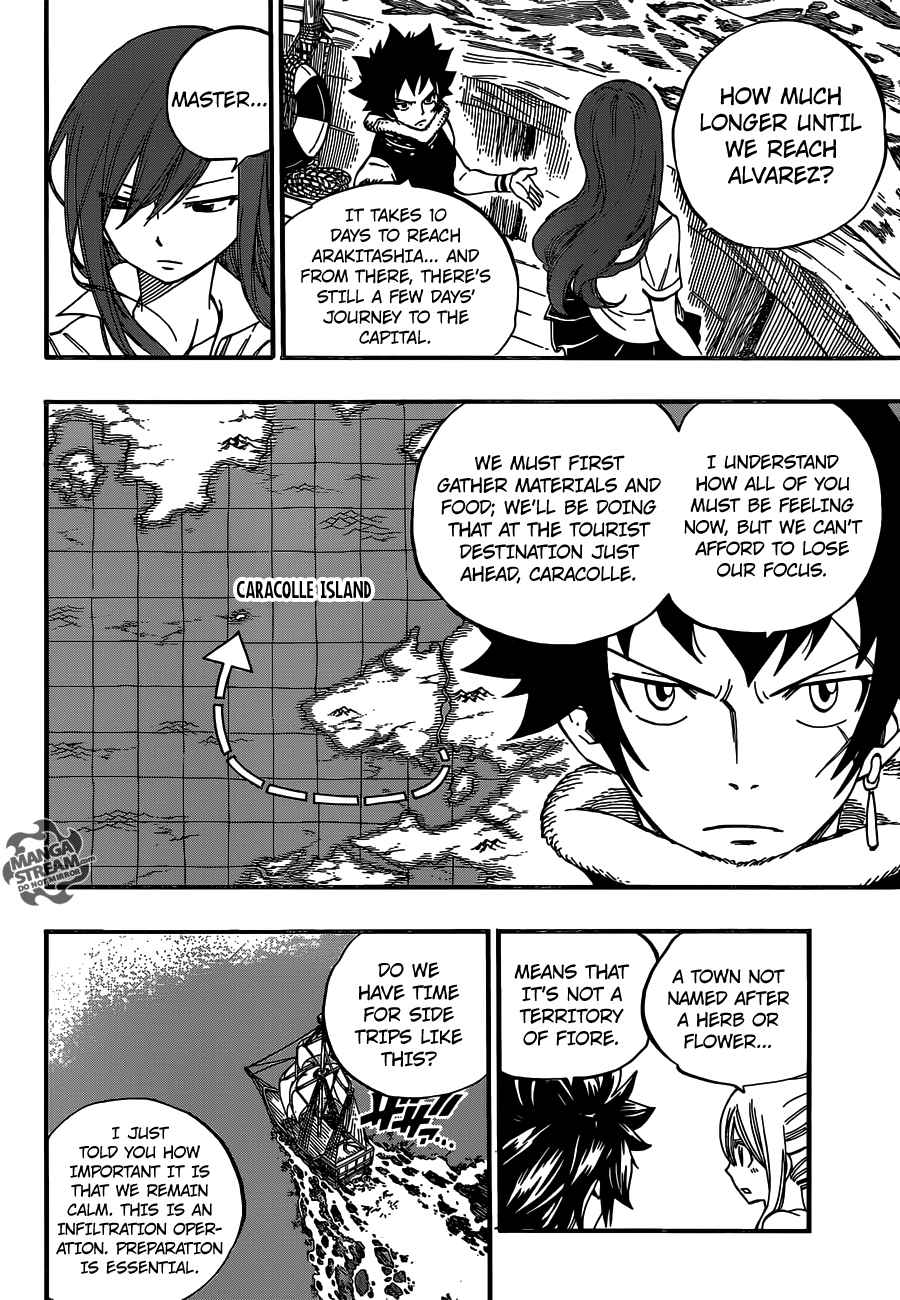 HOW MUCH
LONGER UNTIL
WE REACH
ALVAREZ?
IT TAKES 10
DAYS TO REACH
ARAKITASHIA... AND
FROM THERE, THERE'S
STILL A FEW DAYS'
JOURNEY TO THE
CAPITAL.
MASTER...
I UNDERSTAND
HOW ALL OF YOU
MUST BE FEELING
NOW, BUT WE CAN'T
AFFORD TO LOSE
OUR FOCUS.
WE MUST FIRST
GATHER MATERIALS AND
FOOD; WE'LL BE DOING
THAT AT THE TOURIST
DESTINATION JUST
AHEAD, CARACOLLE.
CARACOLLE ISLAND
MANGA
STREAM.com
DO NOT MIRROR!
A TOWN NOT
NAMED AFTER
A HERB OR
FLOWER...
MEANS THAT
IT'S NOT A
TERRITORY
OF FIORE.
DO WE
HAVE TIME
FOR SIDE
TRIPS LIKE
THIS?
I JUST
TOLD YOU HOW
IMPORTANT IT IS
THAT WE REMAIN
CALM. THIS IS AN
INFILTRATION OPER-
ATION. PREPARATION
IS ESSENTIAL.